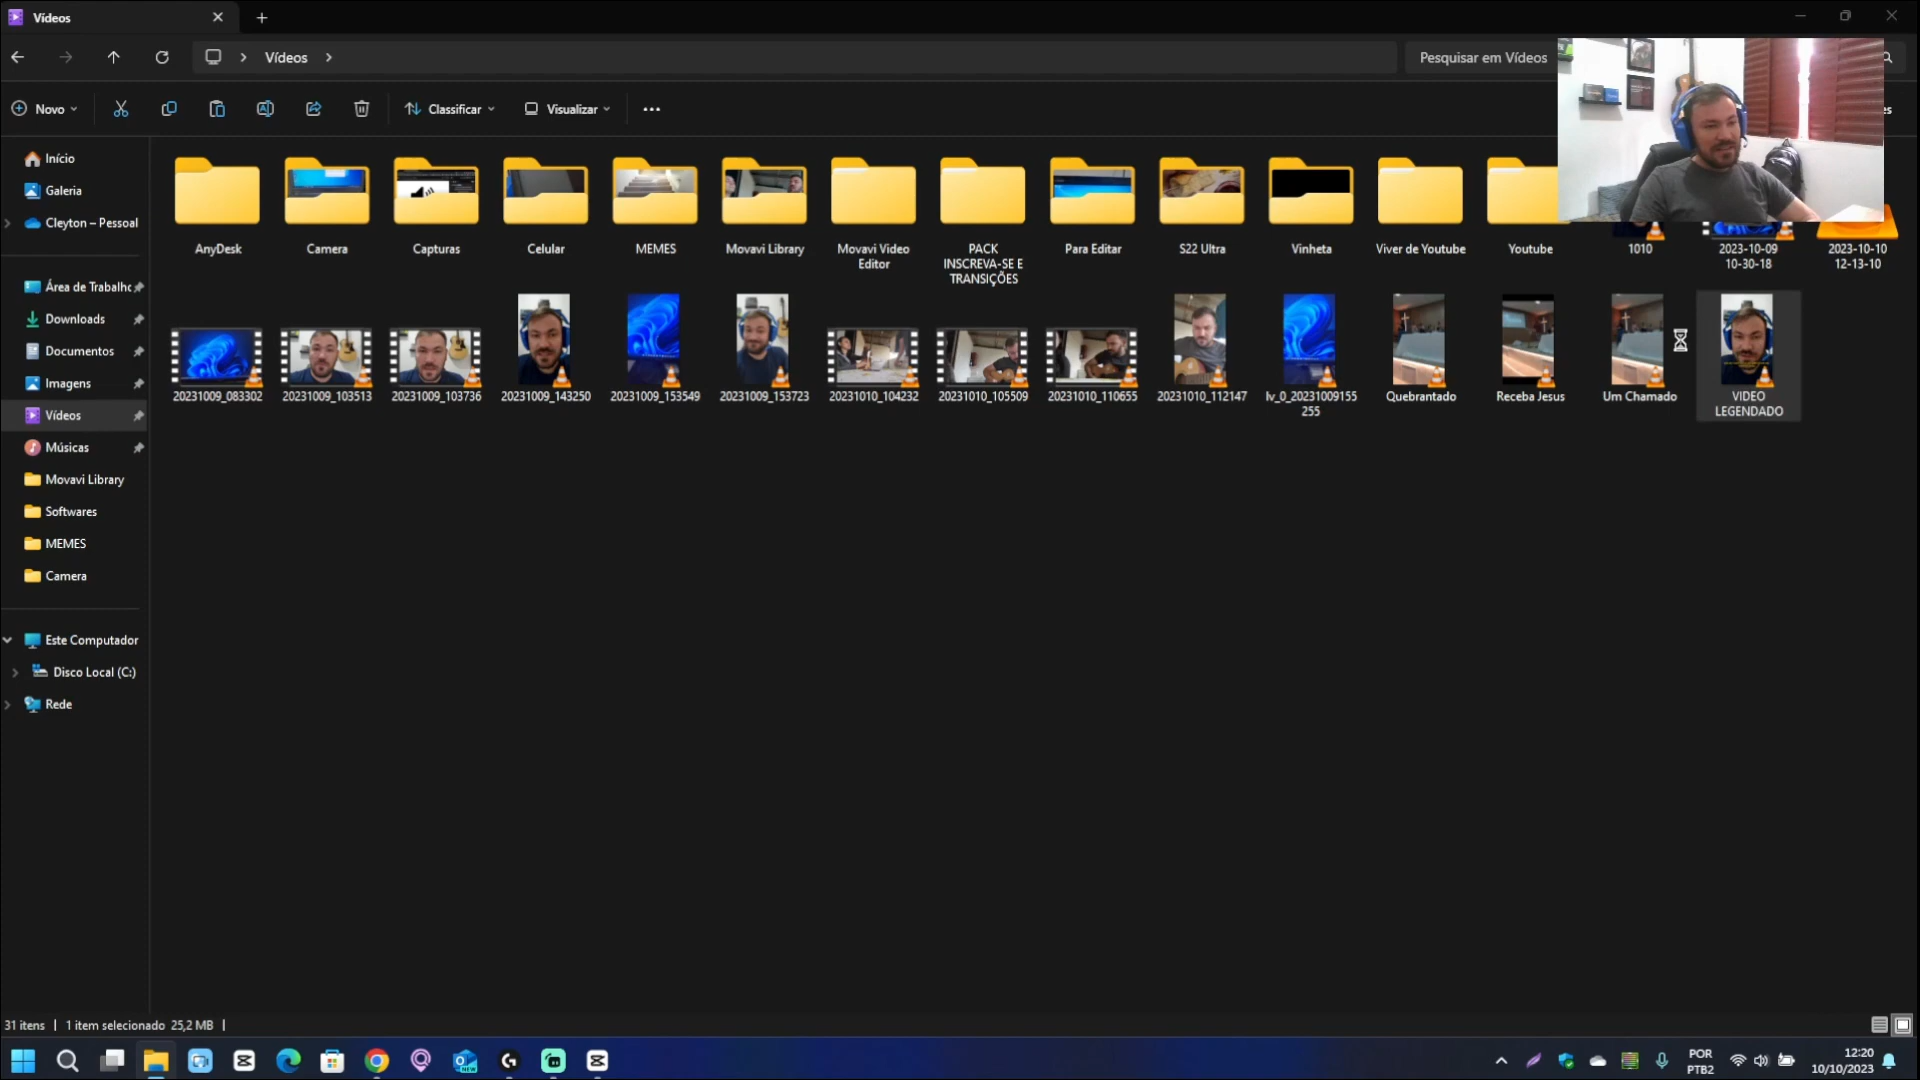 Vídeos
Vídeos
Pesquisar em Vídeos
Novo
Classificar
Visualizar
Início
Galeria
Cleyton – Pessoal
Área de Trabalho
Downloads
Documentos
Imagens
Vídeos
Músicas
Movavi Library
Softwares
MEMES
Camera
Este Computador
Disco Local (C:)
Rede
AnyDesk
Camera
Capturas
Celular
MEMES
Movavi Library
Movavi Video
Editor
PACK
INSCREVA-SE E
TRANSIÇÕES
Para Editar
S22 Ultra
Vinheta
Viver de Youtube
Youtube
1010
2023-10-09
10-30-18
2023-10-10
12-13-10
20231009_083302
20231009_103513
20231009_103736
20231009_143250
20231009_153549
20231009_153723
20231010_104232
20231010_105509
20231010_110655
20231010_112147
lv_0_20231009155
255
Quebrantado
Receba Jesus
Um Chamado
VIDEO
LEGENDADO
31 itens
1 item selecionado 25,2 MB
POR
PTB2
12:20
10/10/2023